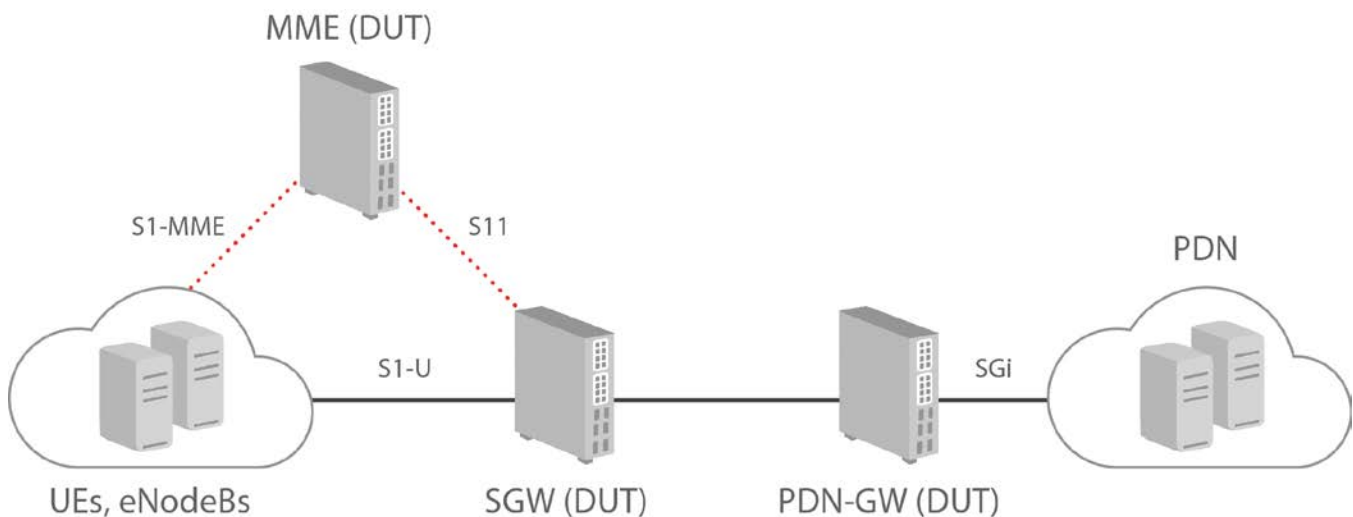 MME (DUT)
S1-MME
S11
PDN
S1-U
SGi
UEs, eNodeBs
SGW (DUT)
PDN-GW (DUT)